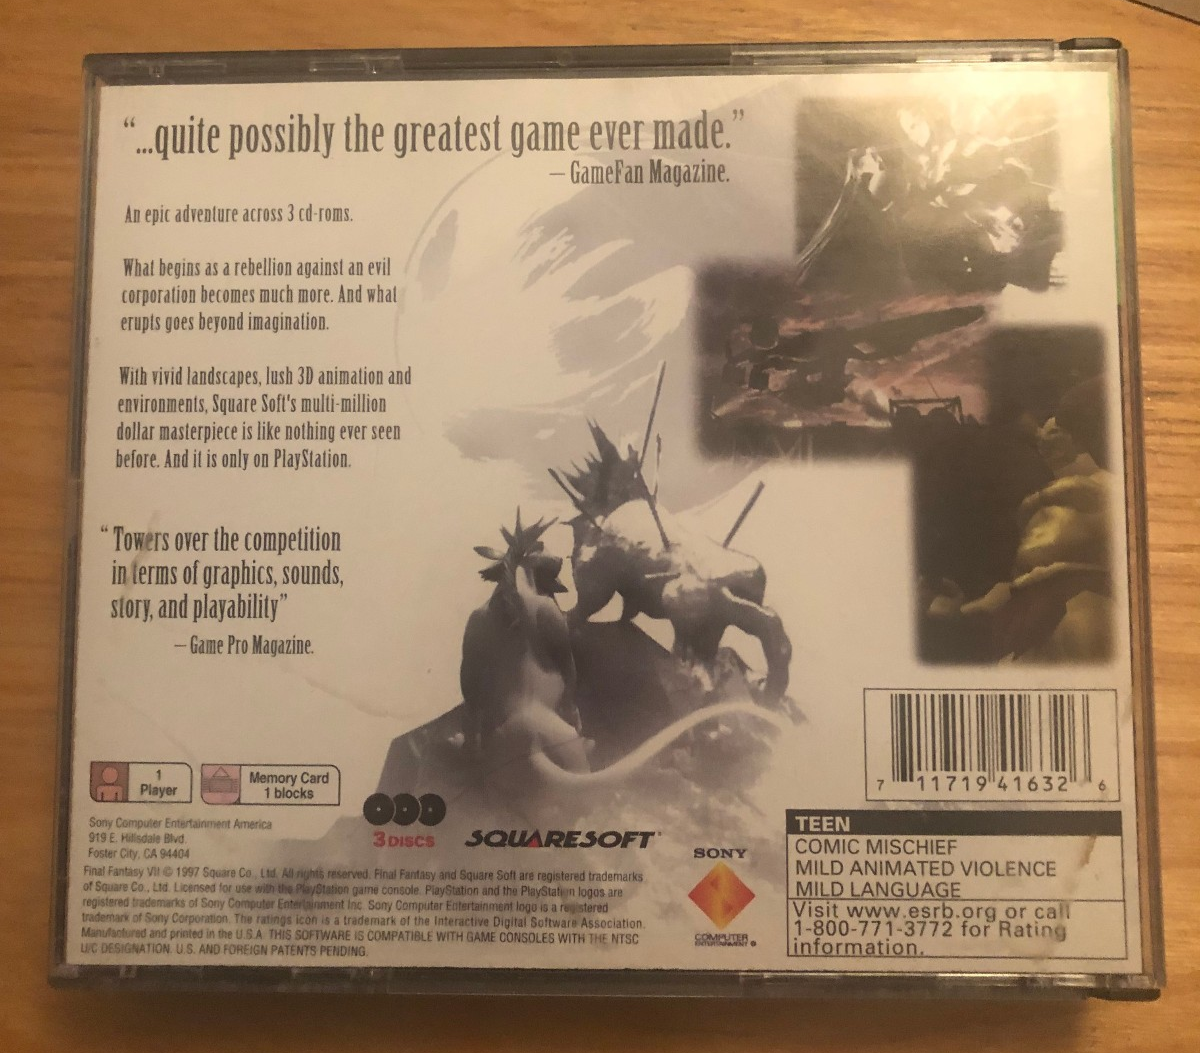 “...quite possibly the greatest game ever made.”
— GameFan Magazine.
An epic adventure across 3 cd-roms.
What begins as a rebellion against an evil
corporation becomes much more. And what
erupts goes beyond imagination.
With vivid landscapes, lush 3D animation and
environments, Square Soft's multi-million
dollar masterpiece is like nothing ever seen
before. And it is only on PlayStation.
“Towers over the competition
in terms of graphics, sounds,
story, and playability”
— Game Pro Magazine.
1
Player
Memory Card
1 blocks
3 DISCS
SQUARESOFT
SONY
COMPUTER
ENTERTAINMENT
Sony Computer Entertainment America
919 E. Hillsdale Blvd.
Foster City, CA 94404
Final Fantasy VII © 1997 Square Co., Ltd. All rights reserved. Final Fantasy and Square Soft are registered trademarks
of Square Co., Ltd. Licensed for use with the PlayStation game console. PlayStation and the PlayStation logos are
registered trademarks of Sony Computer Entertainment Inc. Sony Computer Entertainment logo is a registered
trademark of Sony Corporation. The ratings icon is a trademark of the Interactive Digital Software Association.
Manufactured and printed in the U.S.A. THIS SOFTWARE IS COMPATIBLE WITH GAME CONSOLES WITH THE NTSC
U/C DESIGNATION. U.S. AND FOREIGN PATENTS PENDING.
7 11719 41632 6
TEEN
COMIC MISCHIEF
MILD ANIMATED VIOLENCE
MILD LANGUAGE
Visit www.esrb.org or call
1-800-771-3772 for Rating
information.